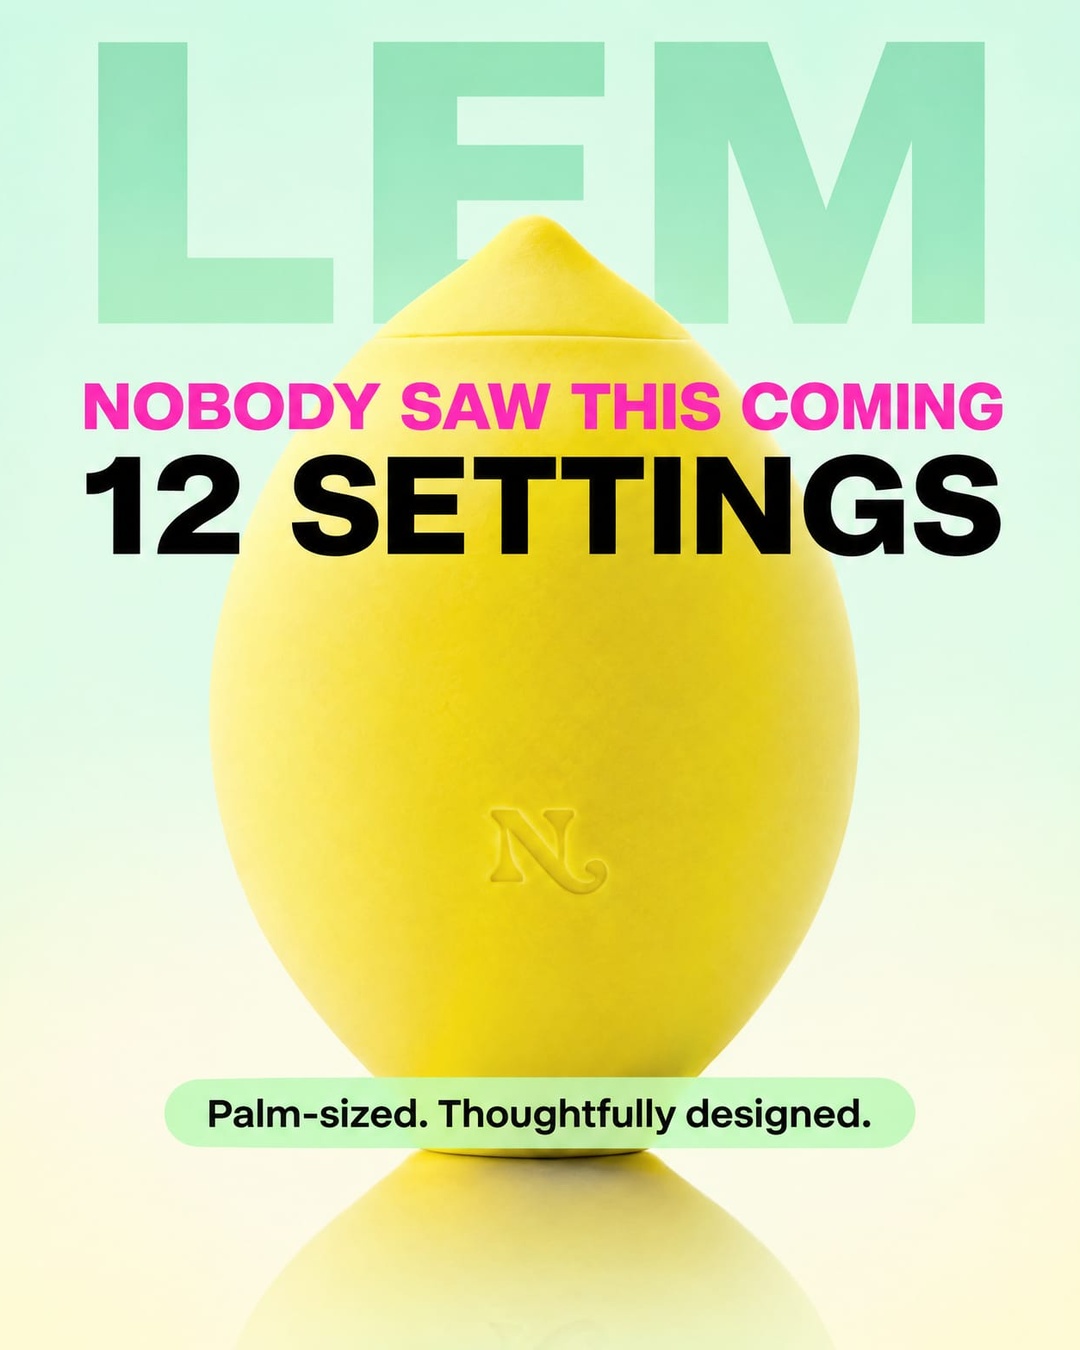 LEM
NOBODY SAW THIS COMING
12 SETTINGS
N
Palm-sized. Thoughtfully designed.